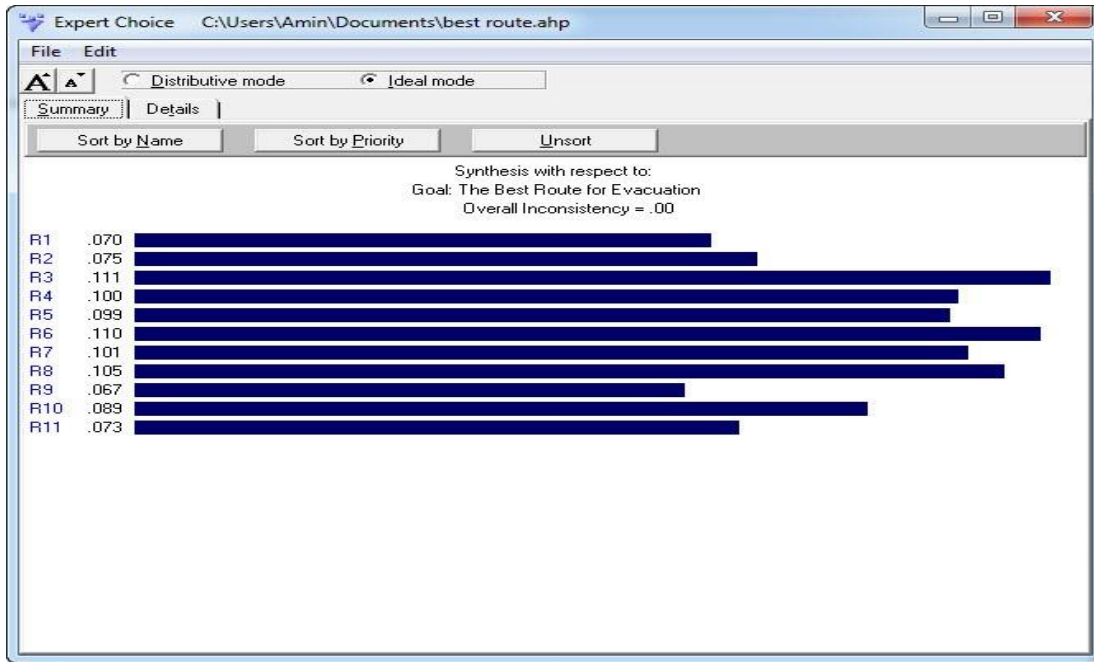 Expert Choice C:\Users\Amin\Documents\best route.ahp
File Edit
A A Distributive mode Ideal mode
Summary Details
Sort by Name Sort by Priority Unsort
Synthesis with respect to:
Goal: The Best Route for Evacuation
Overall Inconsistency = .00
R1 .070
R2 .075
R3 .111
R4 .100
R5 .099
R6 .110
R7 .101
R8 .105
R9 .067
R10 .089
R11 .073